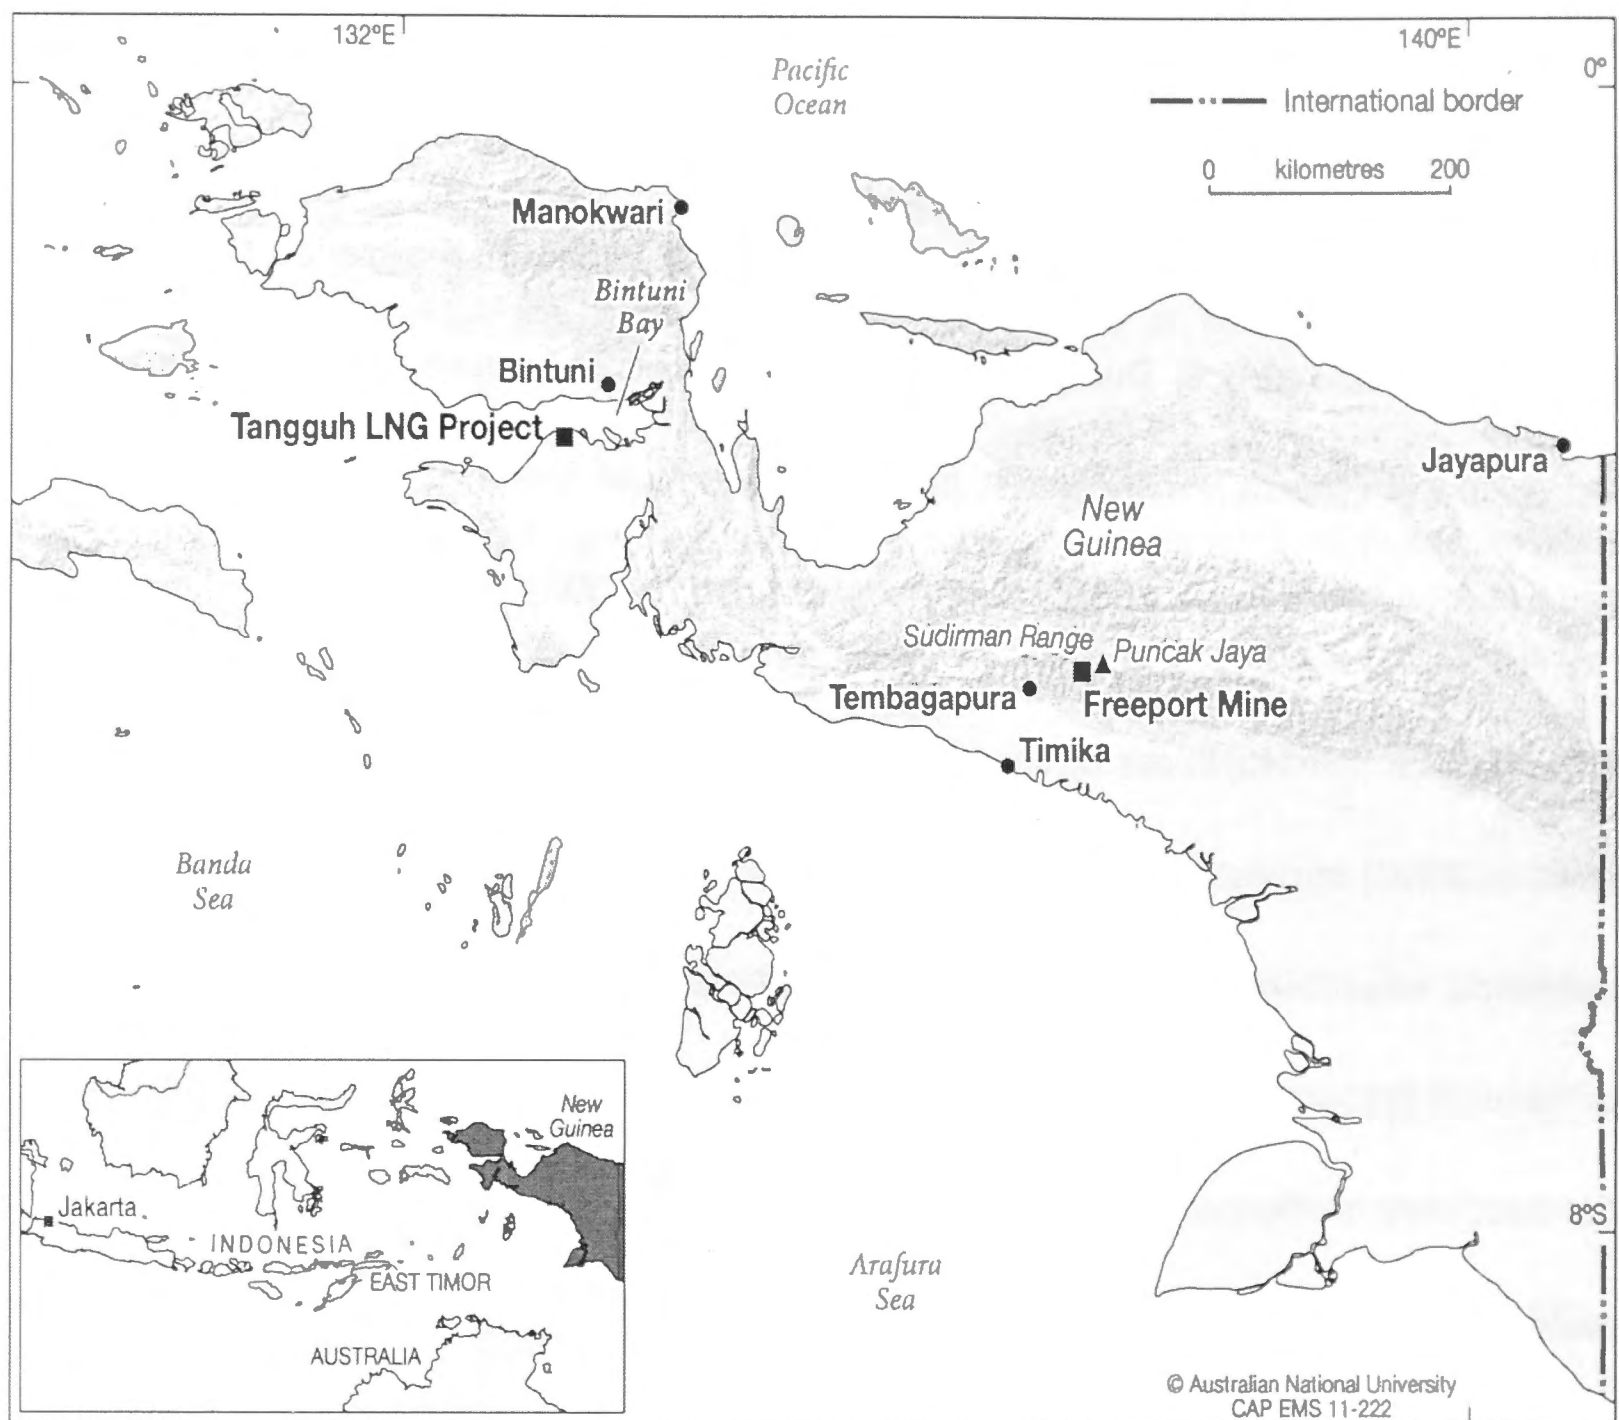 132°E
140°E
0°
Pacific
Ocean
International border
0 kilometres 200
Manokwari
Bintuni
Bay
Bintuni
Tangguh LNG Project
Jayapura
New
Guinea
Sudirman Range
Puncak Jaya
Tembagapura
Freeport Mine
Timika
Banda
Sea
New
Guinea
Jakarta
INDONESIA
EAST TIMOR
AUSTRALIA
Arafura
Sea
8°S
© Australian National University
CAP EMS 11-222